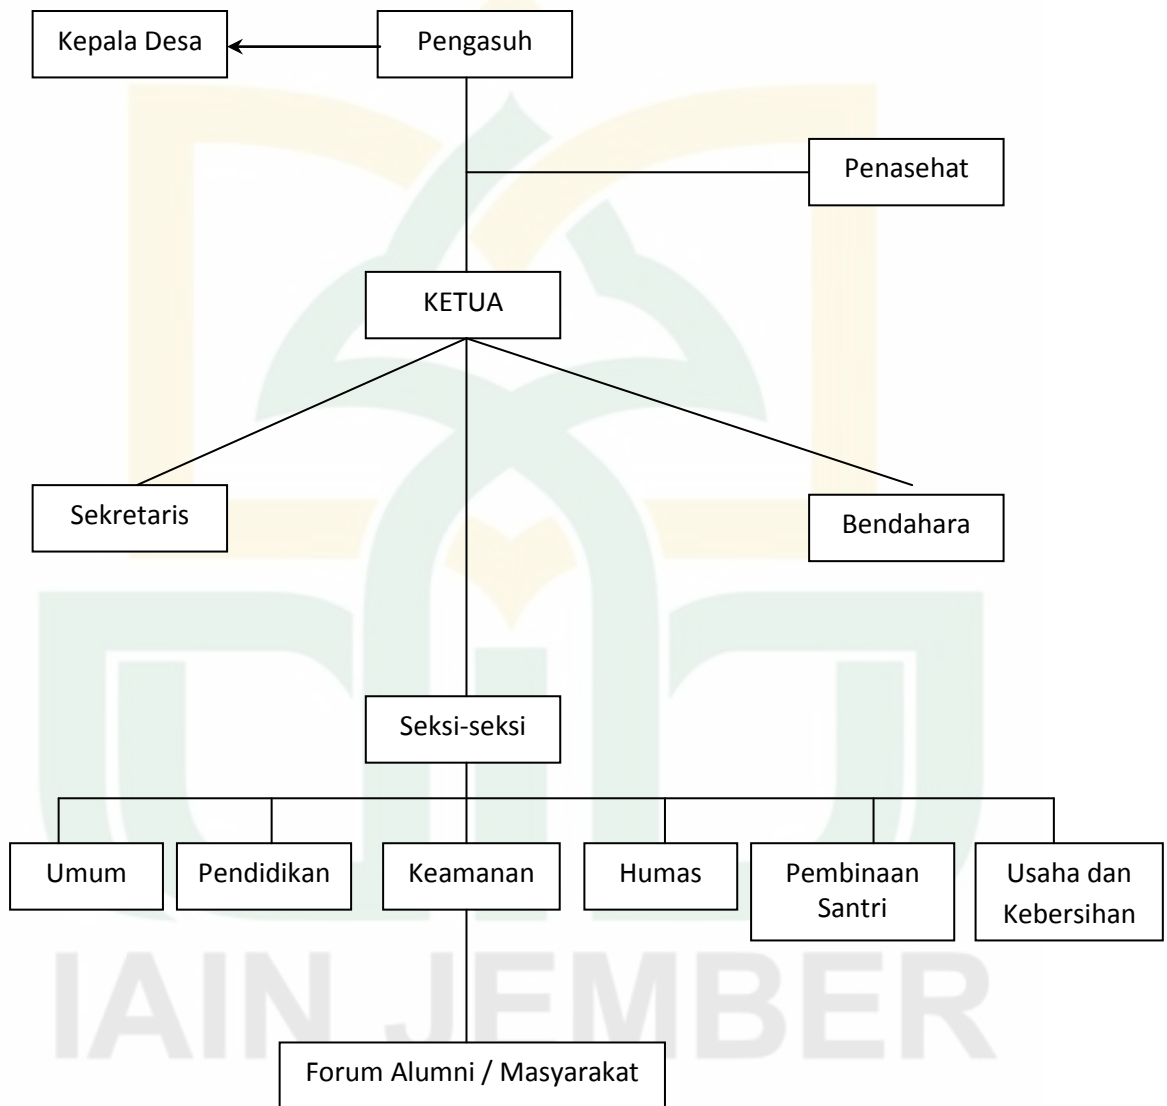 Kepala Desa
Pengasuh
Penasehat
KETUA
Sekretaris
Bendahara
Seksi-seksi
Umum
Pendidikan
Keamanan
Humas
Pembinaan
Santri
Usaha dan
Kebersihan
IAIN JEMBER
Forum Alumni / Masyarakat